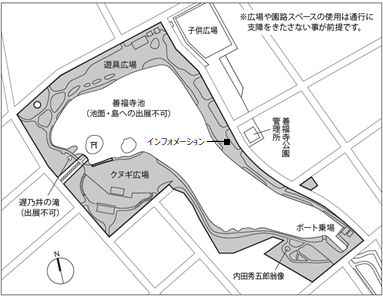 ※広場や園路スペースの使用は通行に
支障をきたさない事が前提です。
子供広場
遊具広場
善福寺池
(池面・島への出展不可)
インフォメーション
善福寺公園
管理所
クヌギ広場
遅乃井の滝
(出展不可)
ボート乗場
内田秀五郎翁像
N